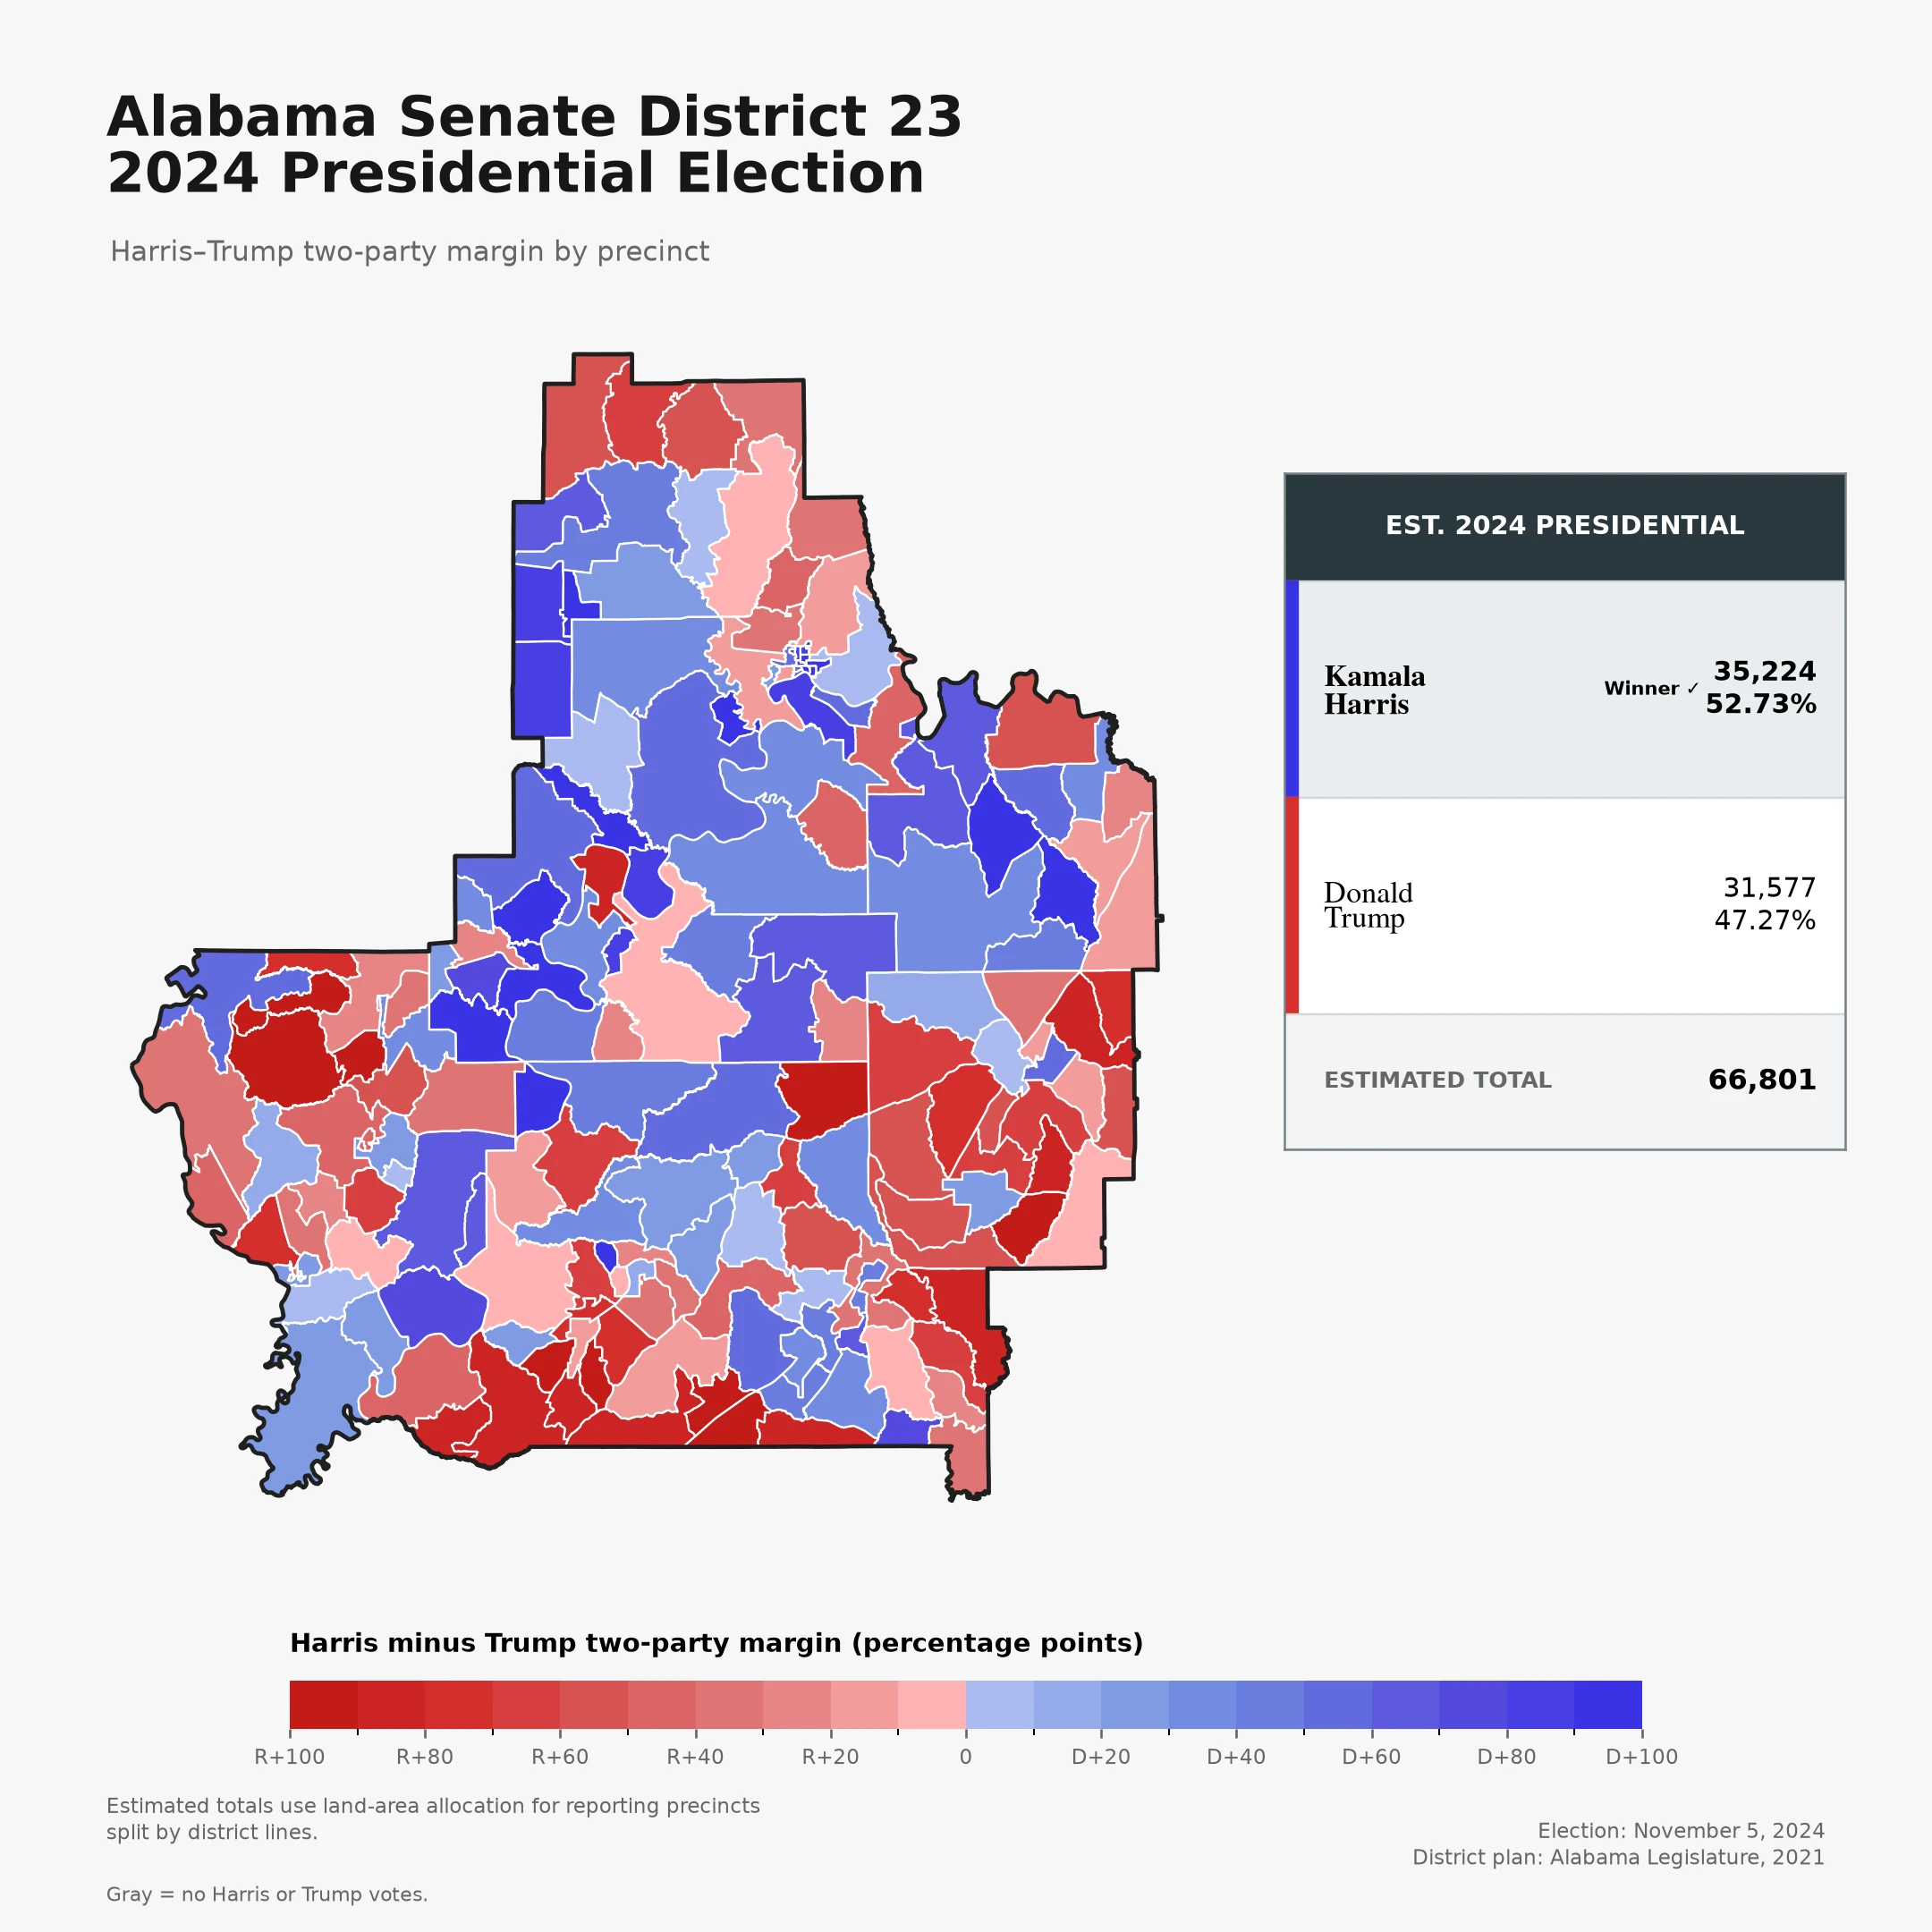 Alabama Senate District 23
2024 Presidential Election
Harris–Trump two-party margin by precinct
EST. 2024 PRESIDENTIAL
Kamala
Harris
Winner ✓
35,224
52.73%
Donald
Trump
31,577
47.27%
ESTIMATED TOTAL
66,801
Harris minus Trump two-party margin (percentage points)
R+100 R+80 R+60 R+40 R+20 0 D+20 D+40 D+60 D+80 D+100
Estimated totals use land-area allocation for reporting precincts
split by district lines.
Gray = no Harris or Trump votes.
Election: November 5, 2024
District plan: Alabama Legislature, 2021